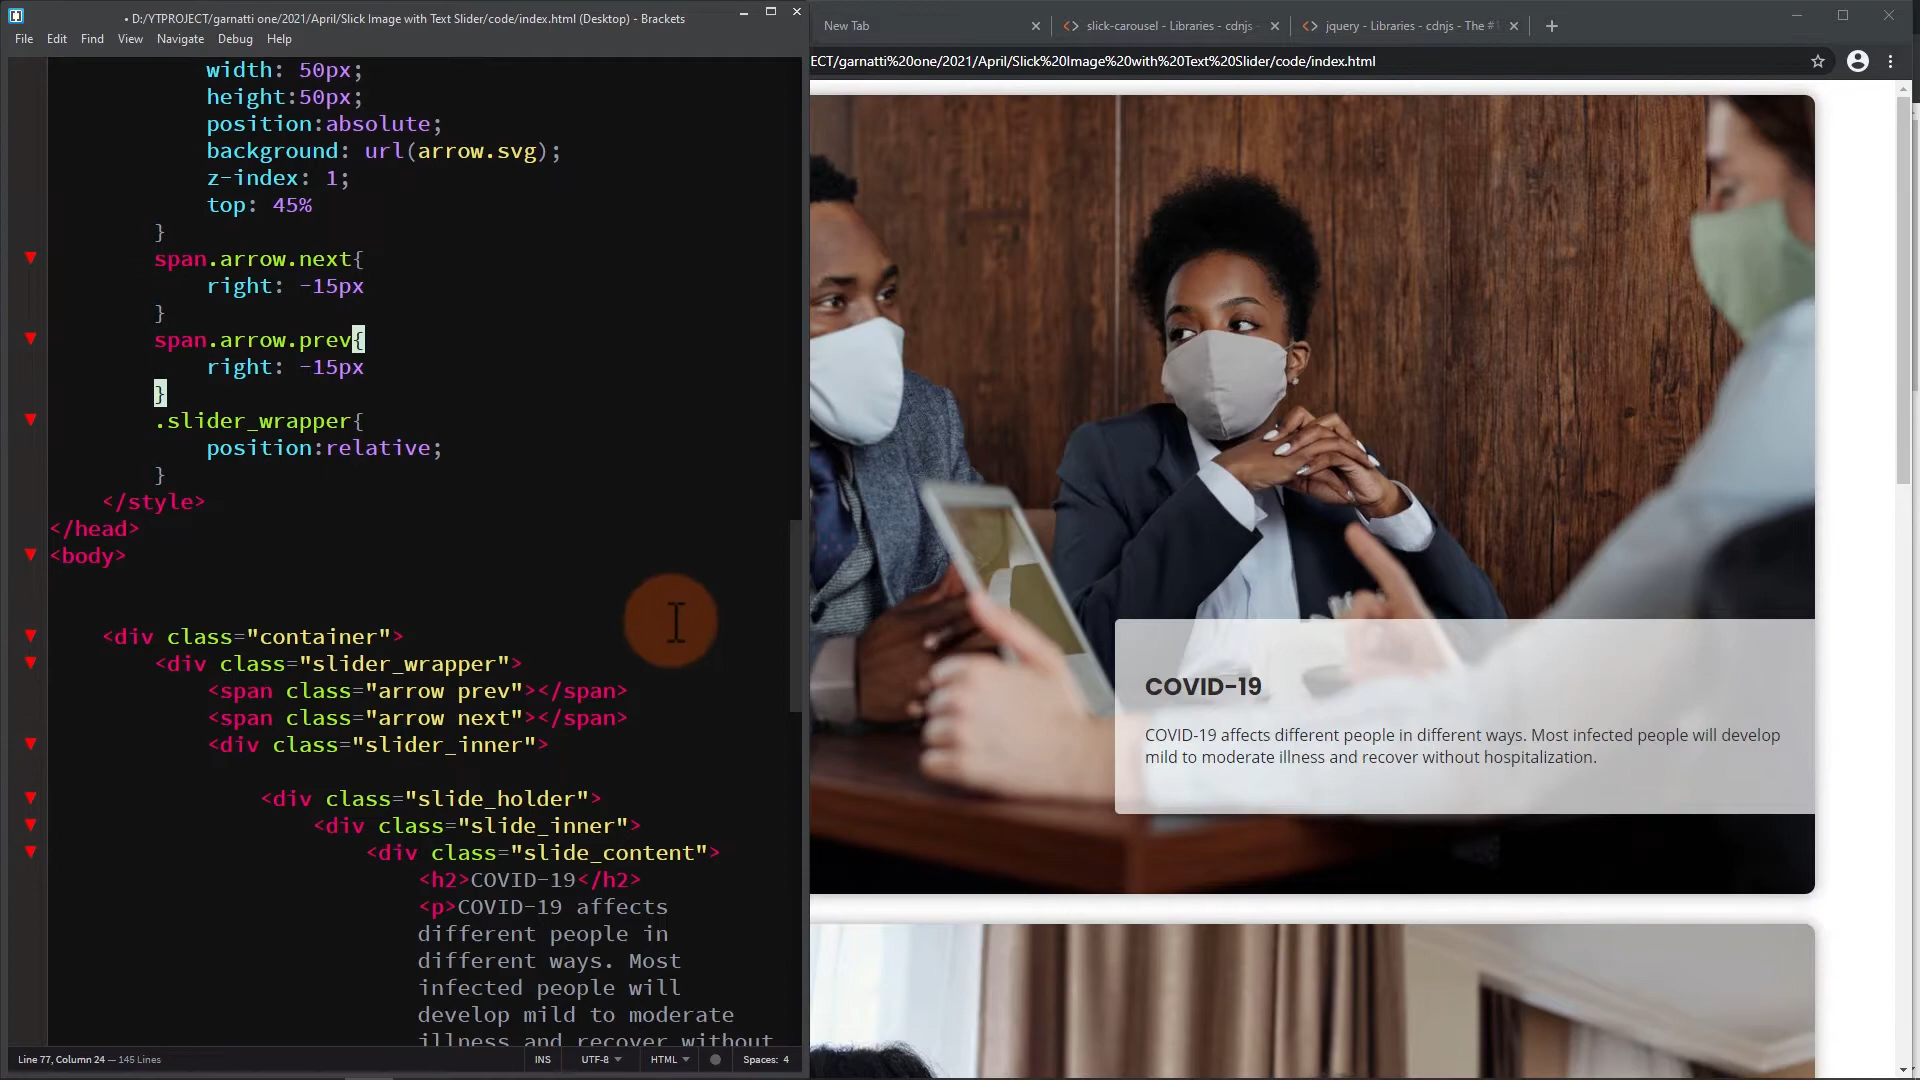 • D:/YTPROJECT/garnatti one/2021/April/Slick Image with Text Slider/code/index.html (Desktop) - Brackets
File Edit Find View Navigate Debug Help
width: 50px;
height:50px;
position:absolute;
background: url(arrow.svg);
z-index: 1;
top: 45%
}
span.arrow.next{
right: -15px
}
span.arrow.prev{
right: -15px
}
.slider_wrapper{
position:relative;
}
</style>
</head>
<body>
<div class="container">
<div class="slider_wrapper">
<span class="arrow prev"></span>
<span class="arrow next"></span>
<div class="slider_inner">
<div class="slide_holder">
<div class="slide_inner">
<div class="slide_content">
<h2>COVID-19</h2>
<p>COVID-19 affects
different people in
different ways. Most
infected people will
develop mild to moderate
illness and recover without
Line 77, Column 24 — 145 Lines
INS UTF-8 HTML Spaces: 4
New Tab
slick-carousel - Libraries - cdnjs
jquery - Libraries - cdnjs - The #1
ECT/garnatti%20one/2021/April/Slick%20Image%20with%20Text%20Slider/code/index.html
COVID-19
COVID-19 affects different people in different ways. Most infected people will develop
mild to moderate illness and recover without hospitalization.